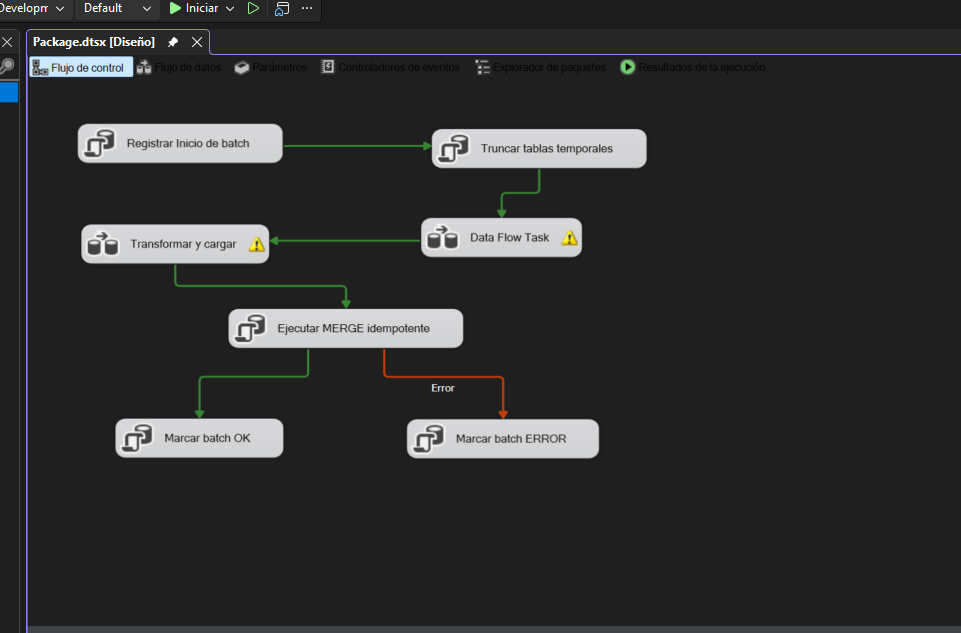 Developm
Default
Iniciar
Package.dtsx [Diseño]
Flujo de control
Flujo de datos
Parámetros
Controladores de eventos
Explorador de paquetes
Resultados de la ejecución
Registrar Inicio de batch
Truncar tablas temporales
Transformar y cargar
Data Flow Task
Ejecutar MERGE idempotente
Error
Marcar batch OK
Marcar batch ERROR